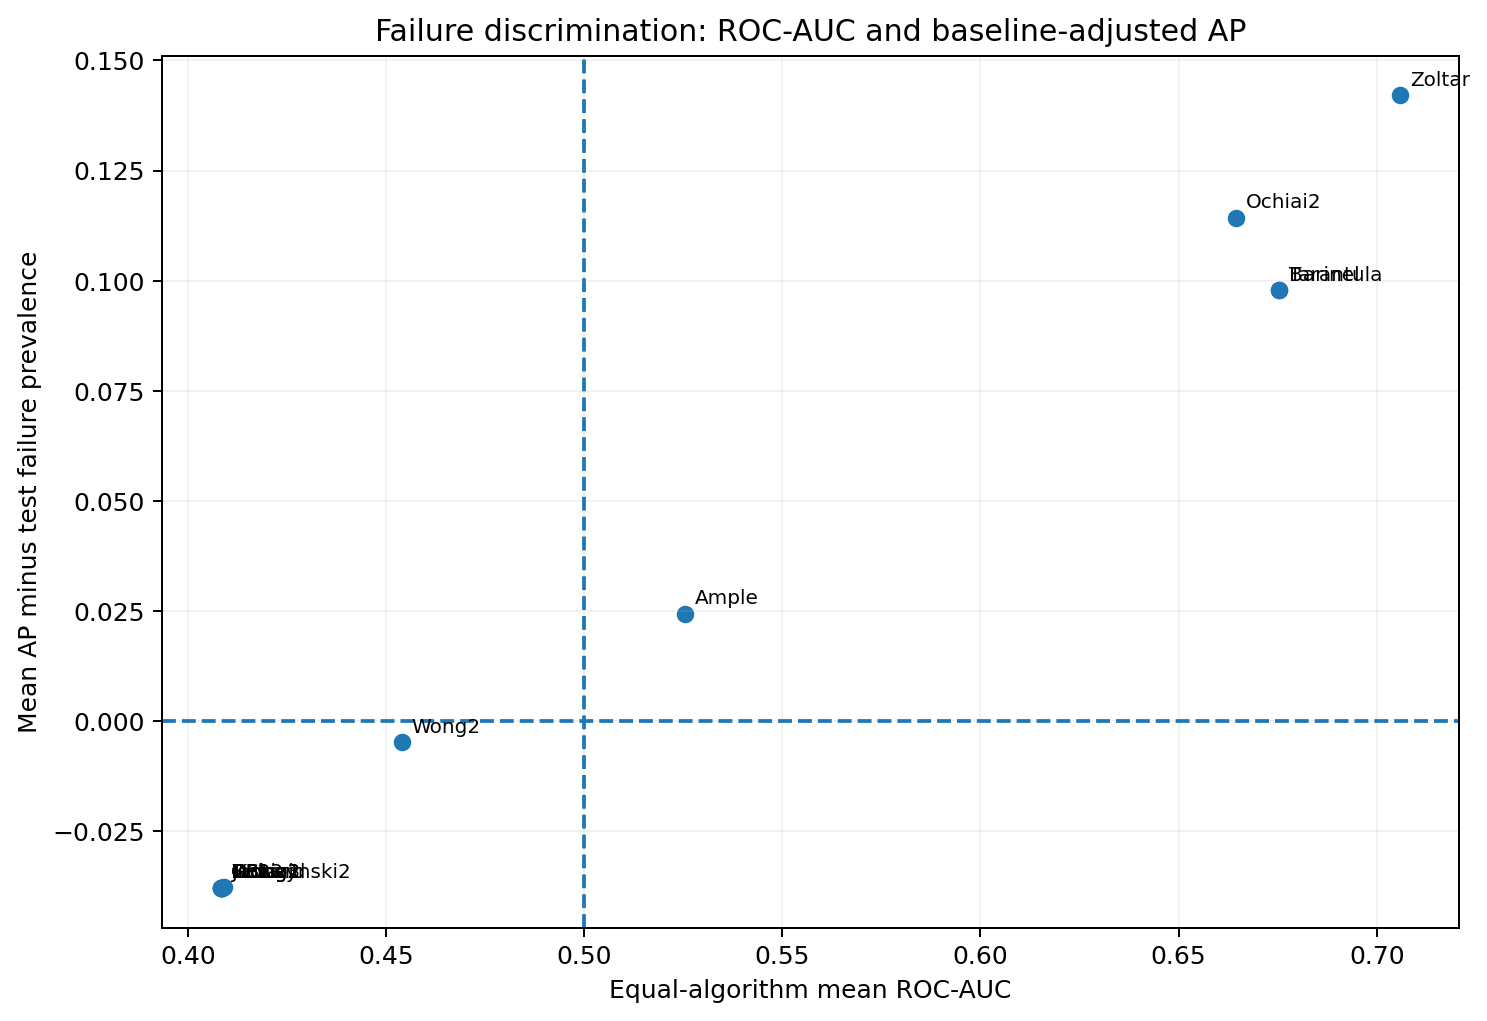 Failure discrimination: ROC-AUC and baseline-adjusted AP
0.150
Zoltar
0.125
Ochiai2
0.100
Mean AP minus test failure prevalence
0.075
0.050
0.025
Ample
0.000
Wong2
−0.025
0.40
0.45
0.50
0.55
0.60
0.65
0.70
Equal-algorithm mean ROC-AUC